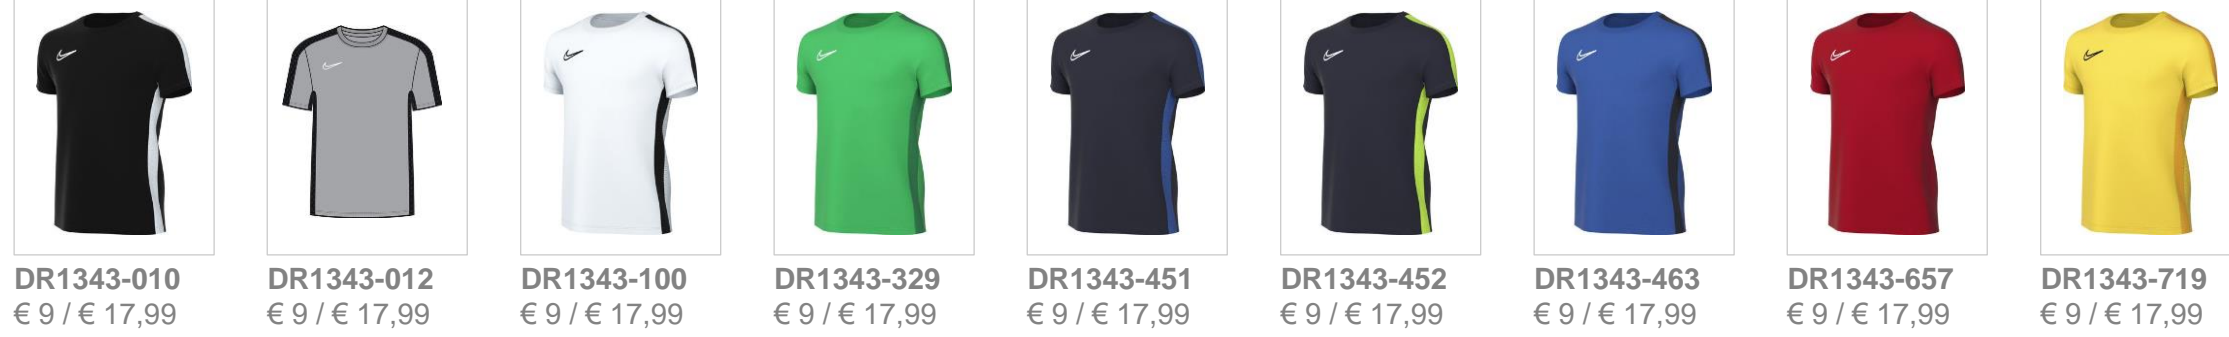 DR1343-010
€ 9 / € 17,99
DR1343-012
€ 9 / € 17,99
DR1343-100
€ 9 / € 17,99
DR1343-329
€ 9 / € 17,99
DR1343-451
€ 9 / € 17,99
DR1343-452
€ 9 / € 17,99
DR1343-463
€ 9 / € 17,99
DR1343-657
€ 9 / € 17,99
DR1343-719
€ 9 / € 17,99